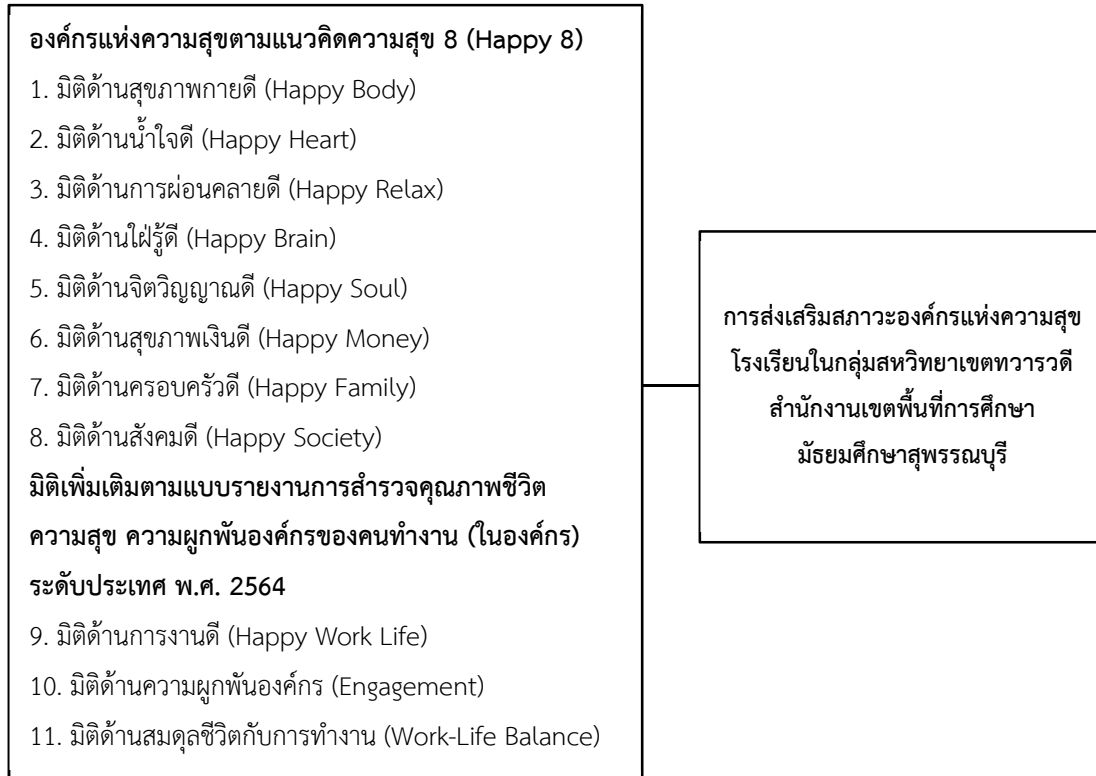 องค์กรแห่งความสุขตามแนวคิดความสุข 8 (Happy 8)
1. มิติด้านสุขภาพกายดี (Happy Body)
2. มิติด้านน้ำใจดี (Happy Heart)
3. มิติด้านการผ่อนคลายดี (Happy Relax)
4. มิติด้านใฝ่รู้ดี (Happy Brain)
5. มิติด้านจิตวิญญาณดี (Happy Soul)
6. มิติด้านสุขภาพเงินดี (Happy Money)
7. มิติด้านครอบครัวดี (Happy Family)
8. มิติด้านสังคมดี (Happy Society)
มิติเพิ่มเติมตามแบบรายงานการสำรวจคุณภาพชีวิต
ความสุข ความผูกพันองค์กรของคนทำงาน (ในองค์กร)
ระดับประเทศ พ.ศ. 2564
9. มิติด้านการงานดี (Happy Work Life)
10. มิติด้านความผูกพันองค์กร (Engagement)
11. มิติด้านสมดุลชีวิตกับการทำงาน (Work-Life Balance)
การส่งเสริมสภาวะองค์กรแห่งความสุข
โรงเรียนในกลุ่มสหวิทยาเขตทวารวดี
สำนักงานเขตพื้นที่การศึกษา
มัธยมศึกษาสุพรรณบุรี